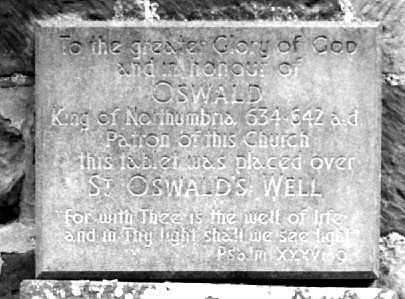 To the greater Glory of God
and in honour of
OSWALD
King of Northumbria 634-642 a.d.
Patron of this Church
this tablet was placed over
ST OSWALD'S WELL
"For with Thee is the well of life
and in Thy light shall we see light"
Psalm XXXVI 9